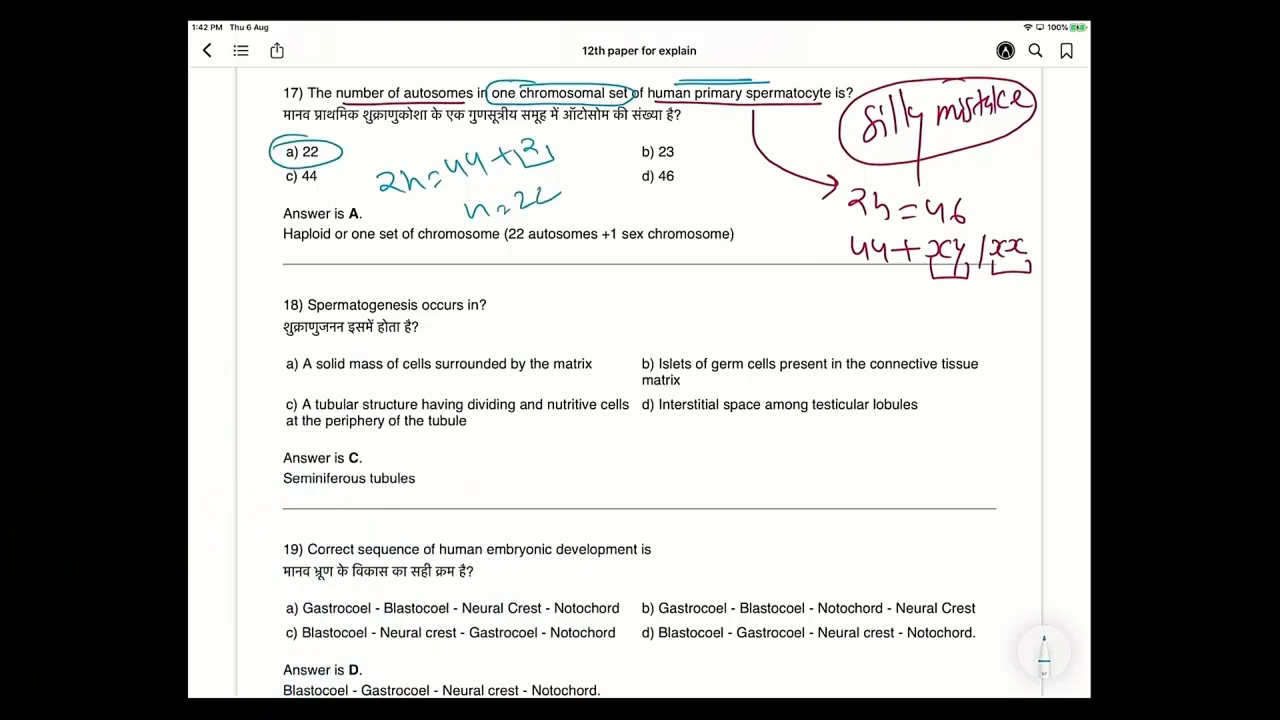 1:42 PM Thu 6 Aug
100%
12th paper for explain
17) The number of autosomes in one chromosomal set of human primary spermatocyte is?
मानव प्राथमिक शुक्राणुकोशा के एक गुणसूत्रीय समूह में ऑटोसोम की संख्या है?
Silly mistake
a) 22
b) 23
2n = 44 + 2
c) 44
d) 46
n = 22
2n = 46
Answer is A.
Haploid or one set of chromosome (22 autosomes +1 sex chromosome)
44 + xy / xx
18) Spermatogenesis occurs in?
शुक्राणुजनन इसमें होता है?
a) A solid mass of cells surrounded by the matrix
b) Islets of germ cells present in the connective tissue
matrix
c) A tubular structure having dividing and nutritive cells
at the periphery of the tubule
d) Interstitial space among testicular lobules
Answer is C.
Seminiferous tubules
19) Correct sequence of human embryonic development is
मानव भ्रूण के विकास का सही क्रम है?
a) Gastrocoel - Blastocoel - Neural Crest - Notochord
b) Gastrocoel - Blastocoel - Notochord - Neural Crest
c) Blastocoel - Neural crest - Gastrocoel - Notochord
d) Blastocoel - Gastrocoel - Neural crest - Notochord.
Answer is D.
Blastocoel - Gastrocoel - Neural crest - Notochord.